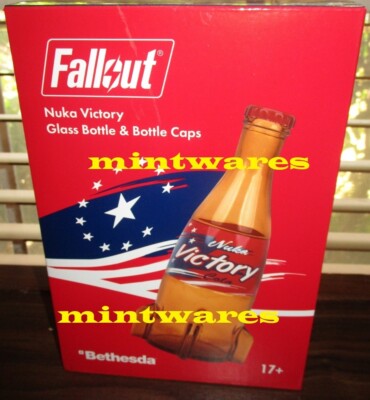 Fallout®
Nuka Victory
Glass Bottle & Bottle Caps
mintwares
Nuka
Victory
mintwares
Bethesda
17+